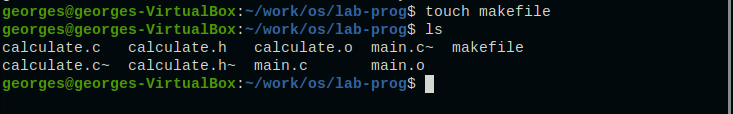 georges@georges-VirtualBox:~/work/os/lab-prog$ touch makefile
georges@georges-VirtualBox:~/work/os/lab-prog$ ls
calculate.c   calculate.h   calculate.o  main.c~  makefile
calculate.c~  calculate.h~  main.c       main.o
georges@georges-VirtualBox:~/work/os/lab-prog$